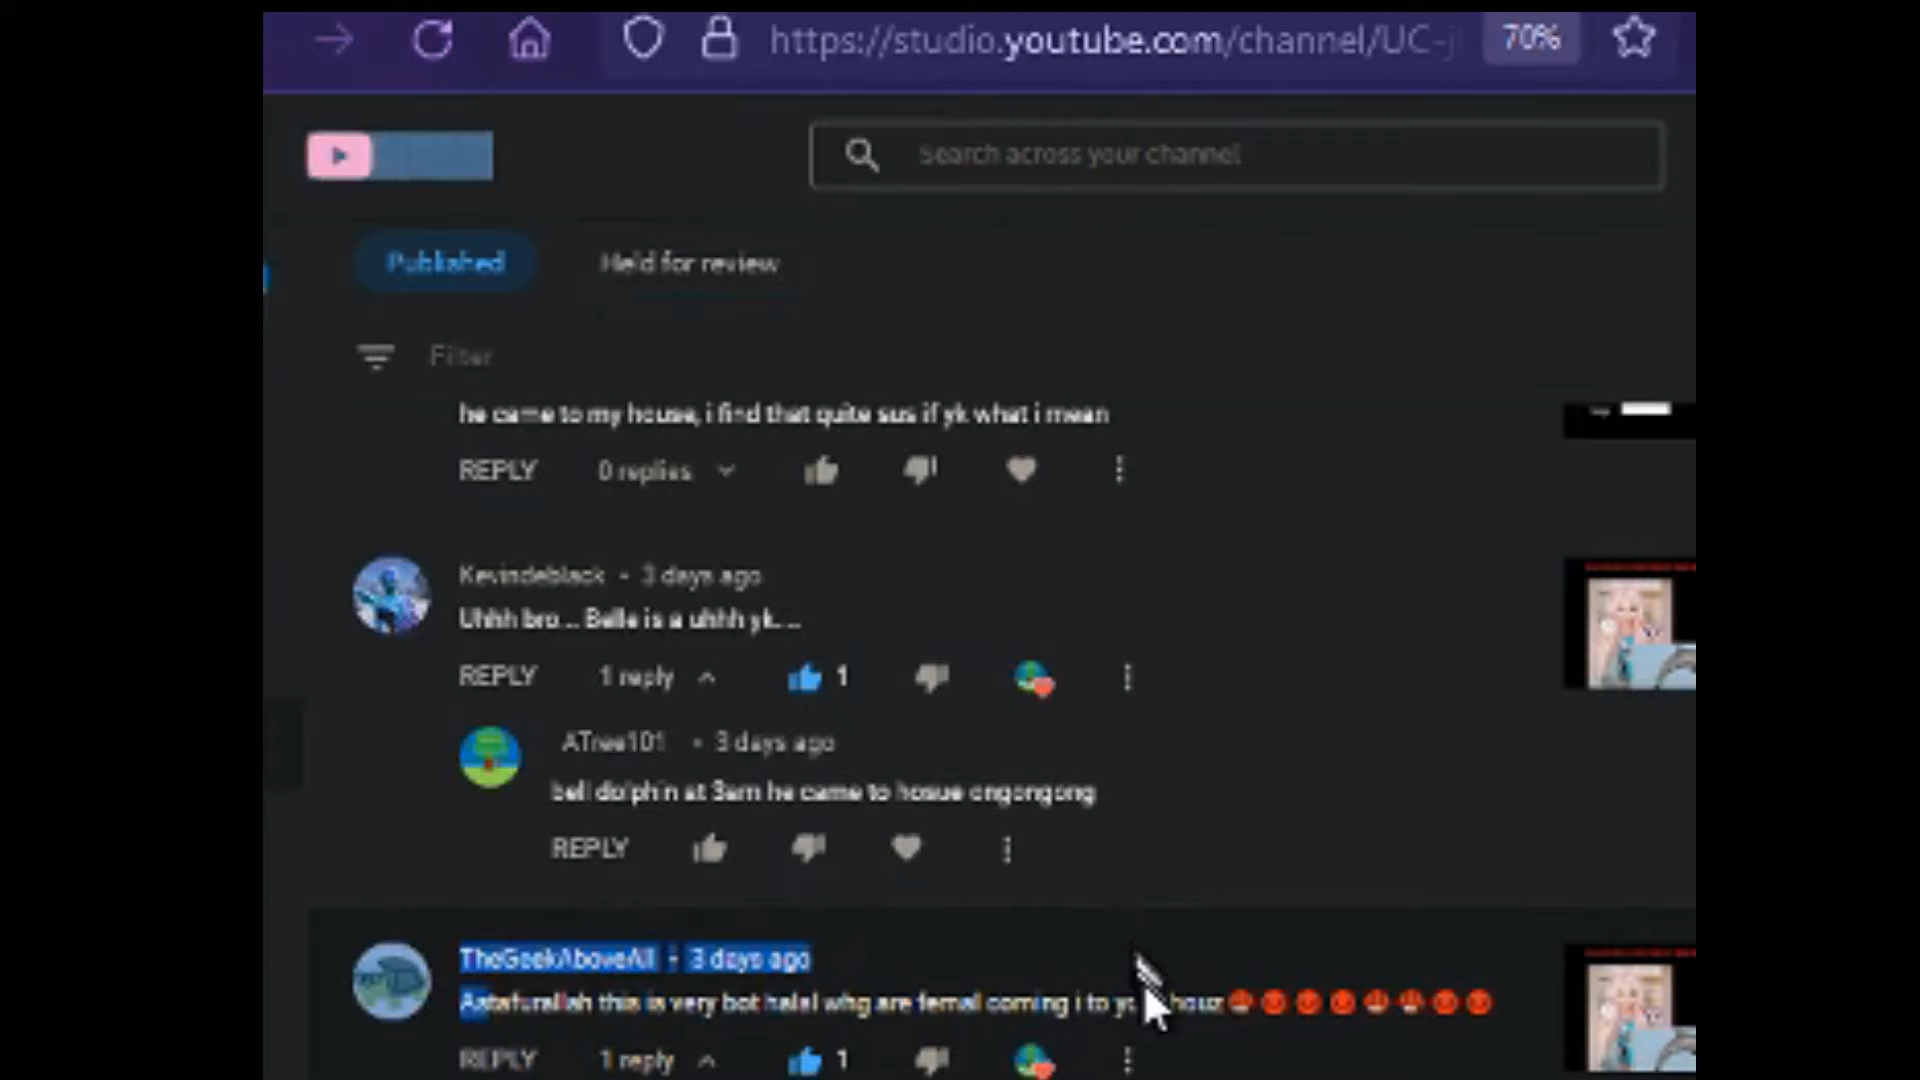 https://studio.youtube.com/channel/UC-j
70%
Search across your channel
Published
Held for review
Filter
he came to my house, i find that quite sus if yk what i mean
REPLY 0 replies
Kevindeblack • 3 days ago
Uhhh bro... Belle is a uhhh yk....
REPLY 1 reply 1
ATree101 • 3 days ago
bell dolphin at 3am he came to hosue ongongong
REPLY
TheGeekAboveAll • 3 days ago
Astafurallah this is very bot halal whg are femal coming i to houz
REPLY 1 reply 1